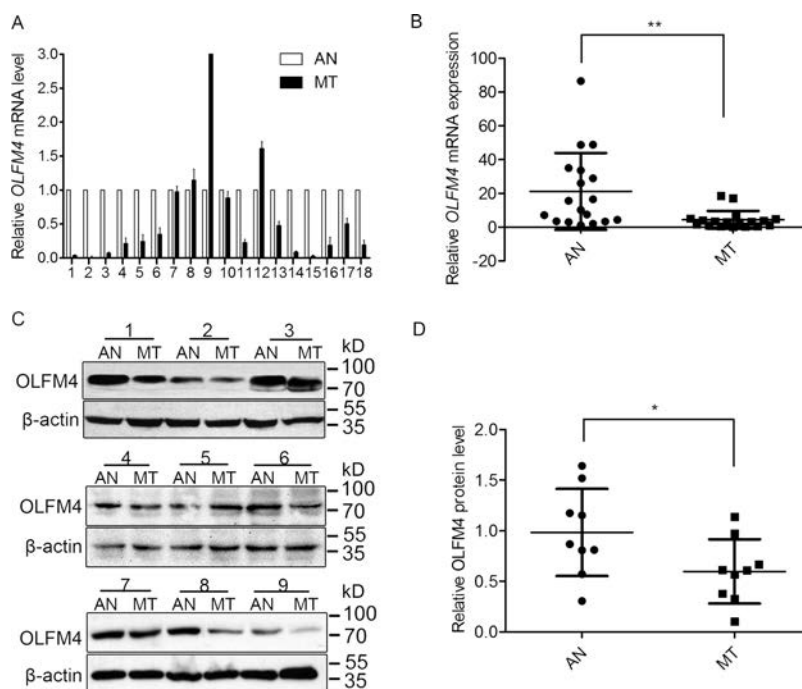 A
Relative OLFM4 mRNA level
3.0
2.5
2.0
1.5
1.0
0.5
0.0
AN
MT
1 2 3 4 5 6 7 8 9 10 11 12 13 14 15 16 17 18
B
**
Relative OLFM4 mRNA expression
100
80
60
40
20
0
-20
AN
MT
C
1 2 3
AN MT AN MT AN MT kD
OLFM4
100
70
β-actin
55
35
4 5 6
AN MT AN MT AN MT kD
OLFM4
100
70
β-actin
55
35
7 8 9
AN MT AN MT AN MT kD
OLFM4
100
70
β-actin
55
35
D
*
Relative OLFM4 protein level
2.0
1.5
1.0
0.5
0.0
AN
MT